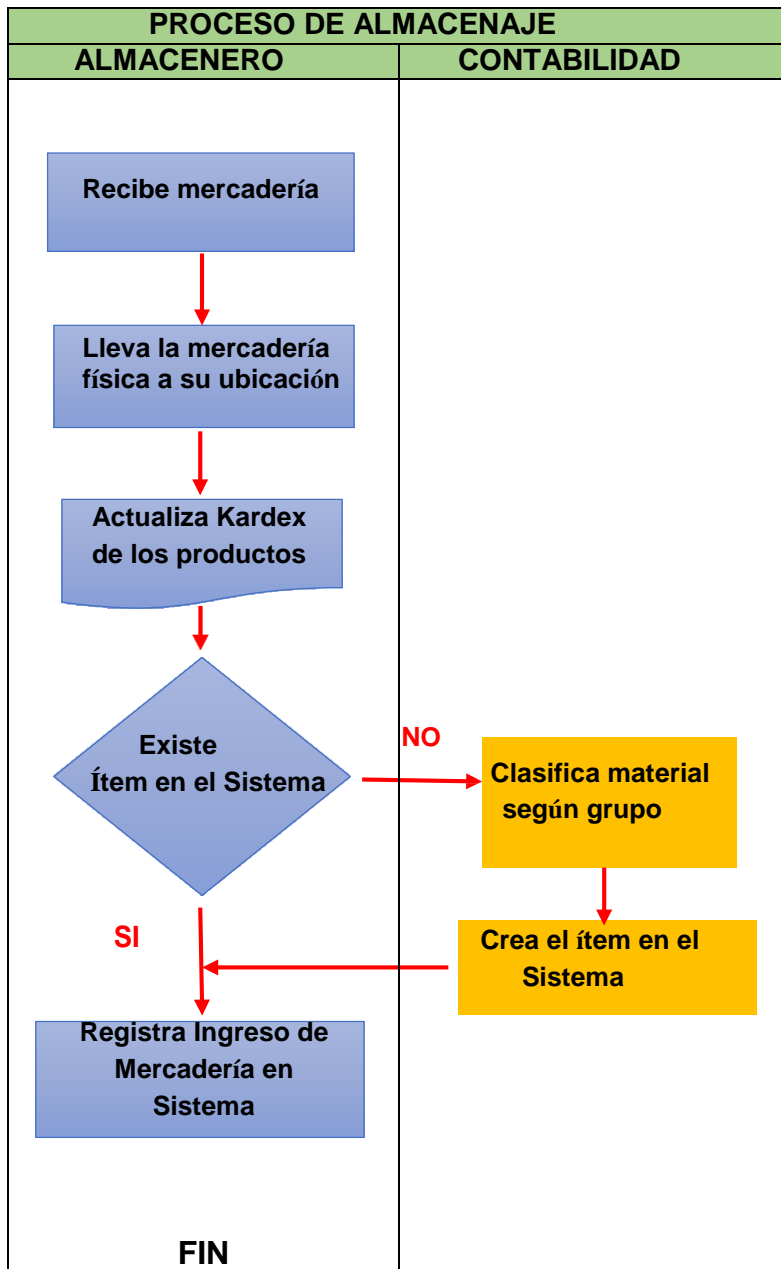 PROCESO DE ALMACENAJE
ALMACENERO
CONTABILIDAD
Recibe mercadería
Lleva la mercadería
física a su ubicación
Actualiza Kardex
de los productos
Existe
Ítem en el Sistema
NO
Clasifica material
según grupo
SI
Crea el ítem en el
Sistema
Registra Ingreso de
Mercadería en
Sistema
FIN